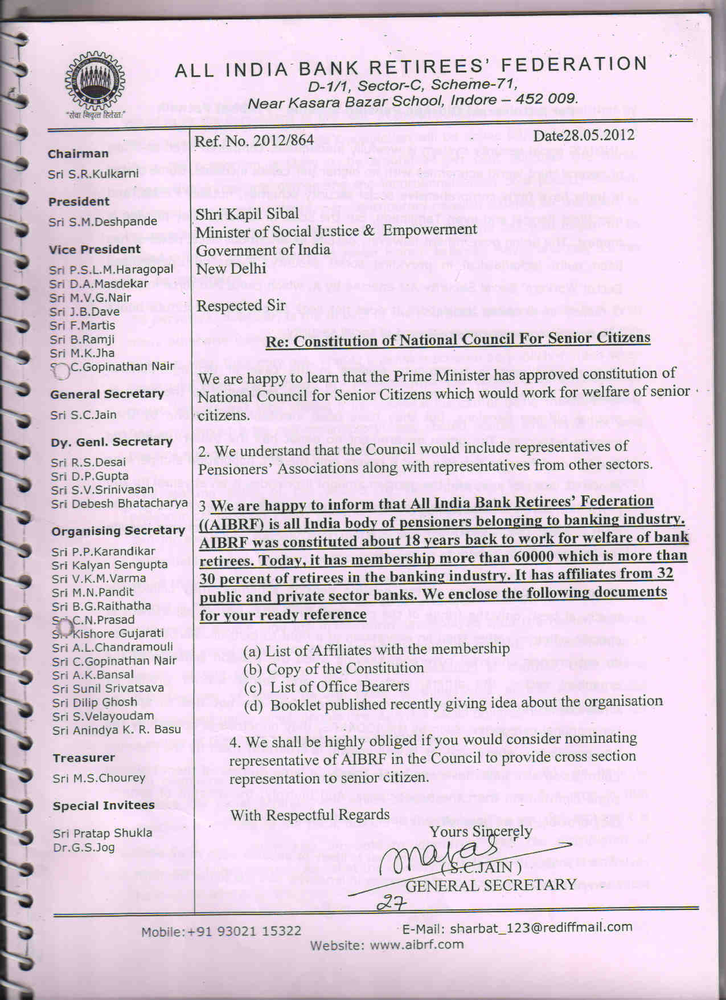 ALL INDIA BANK RETIREES' FEDERATION
D-1/1, Sector-C, Scheme-71,
Near Kasara Bazar School, Indore – 452 009.
"सेवा निवृत्त हितेरताः"
Chairman
Sri S.R.Kulkarni
President
Sri S.M.Deshpande
Vice President
Sri P.S.L.M.Haragopal
Sri D.A.Masdekar
Sri M.V.G.Nair
Sri J.B.Dave
Sri F.Martis
Sri B.Ramji
Sri M.K.Jha
C.Gopinathan Nair
General Secretary
Sri S.C.Jain
Dy. Genl. Secretary
Sri R.S.Desai
Sri D.P.Gupta
Sri S.V.Srinivasan
Sri Debesh Bhatacharya
Organising Secretary
Sri P.P.Karandikar
Sri Kalyan Sengupta
Sri V.K.M.Varma
Sri M.N.Pandit
Sri B.G.Raithatha
Sri C.N.Prasad
Sri Kishore Gujarati
Sri A.L.Chandramouli
Sri C.Gopinathan Nair
Sri A.K.Bansal
Sri Sunil Srivatsava
Sri Dilip Ghosh
Sri S.Velayoudam
Sri Anindya K. R. Basu
Treasurer
Sri M.S.Chourey
Special Invitees
Sri Pratap Shukla
Dr.G.S.Jog
Ref. No. 2012/864 Date28.05.2012
Shri Kapil Sibal
Minister of Social Justice & Empowerment
Government of India
New Delhi
Respected Sir
Re: Constitution of National Council For Senior Citizens
We are happy to learn that the Prime Minister has approved constitution of
National Council for Senior Citizens which would work for welfare of senior
citizens.
2. We understand that the Council would include representatives of
Pensioners' Associations along with representatives from other sectors.
3 We are happy to inform that All India Bank Retirees' Federation
((AIBRF) is all India body of pensioners belonging to banking industry.
AIBRF was constituted about 18 years back to work for welfare of bank
retirees. Today, it has membership more than 60000 which is more than
30 percent of retirees in the banking industry. It has affiliates from 32
public and private sector banks. We enclose the following documents
for your ready reference
(a) List of Affiliates with the membership
(b) Copy of the Constitution
(c) List of Office Bearers
(d) Booklet published recently giving idea about the organisation
4. We shall be highly obliged if you would consider nominating
representative of AIBRF in the Council to provide cross section
representation to senior citizen.
With Respectful Regards
Yours Sincerely
( S.C.JAIN )
GENERAL SECRETARY
27
Mobile:+91 93021 15322 E-Mail: sharbat_123@rediffmail.com
Website: www.aibrf.com